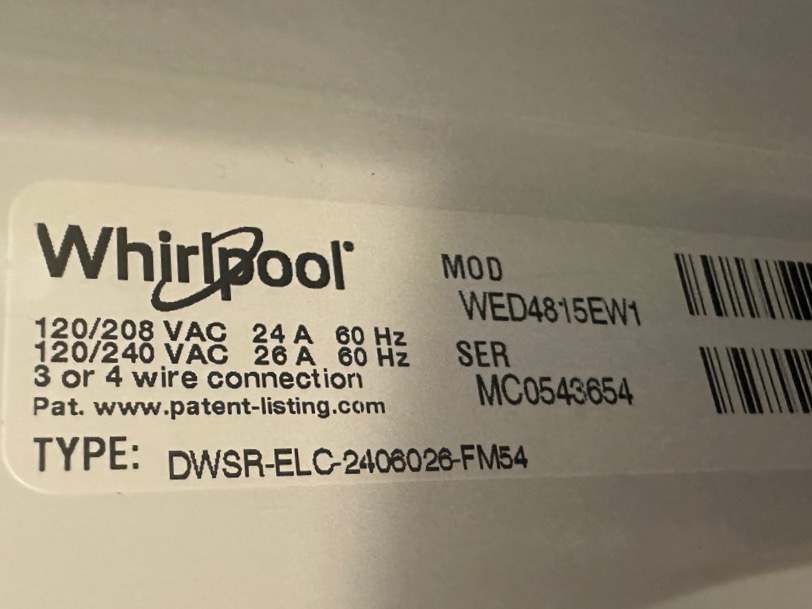 Whirlpool
120/208 VAC 24 A 60 Hz
120/240 VAC 26 A 60 Hz
3 or 4 wire connection
Pat. www.patent-listing.com
TYPE: DWSR-ELC-2406026-FM54
MOD
WED4815EW1
SER
MC0543654